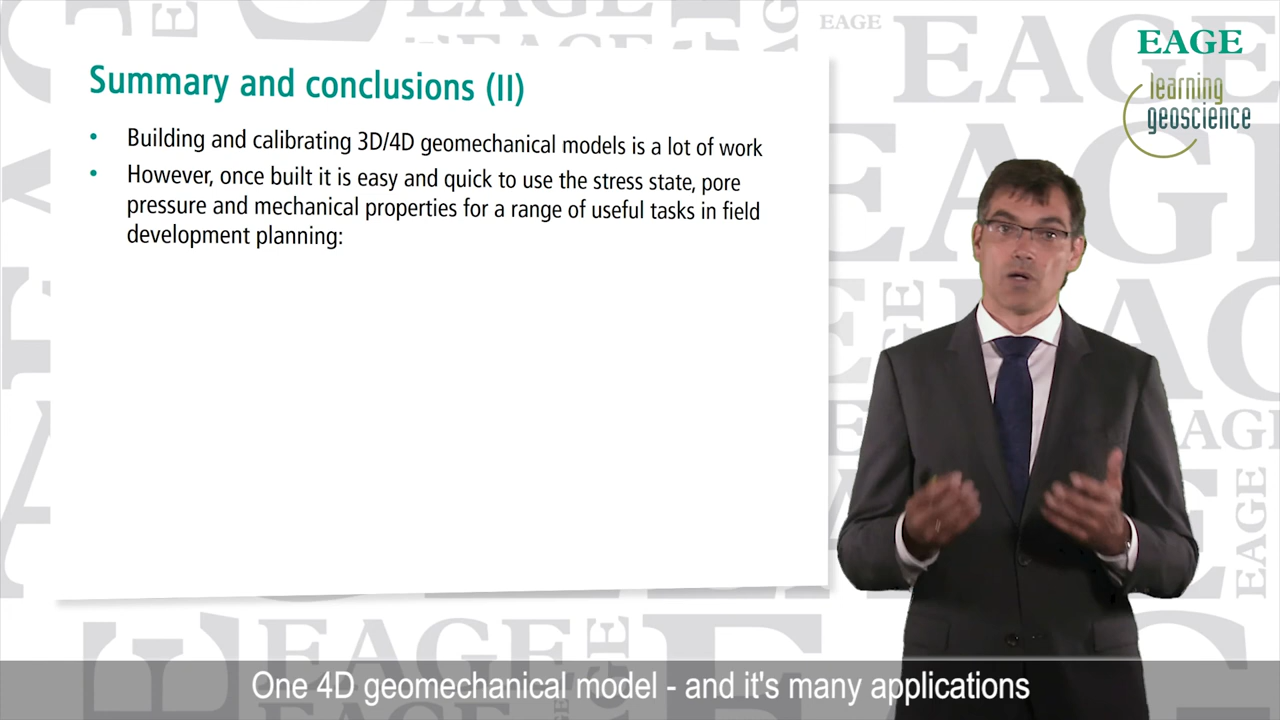 EAGE
EAGE
learning
geoscience
Summary and conclusions (II)
• Building and calibrating 3D/4D geomechanical models is a lot of work
• However, once built it is easy and quick to use the stress state, pore
pressure and mechanical properties for a range of useful tasks in field
development planning:
One 4D geomechanical model - and it's many applications